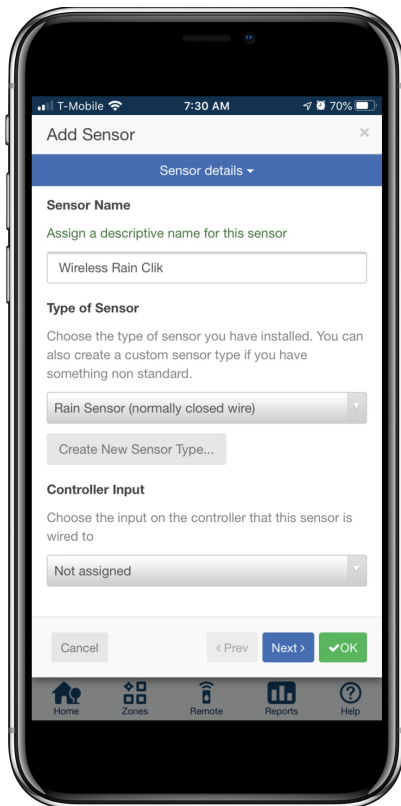 T-Mobile 7:30 AM 70%
Add Sensor ×
Sensor details
Sensor Name
Assign a descriptive name for this sensor
Wireless Rain Clik
Type of Sensor
Choose the type of sensor you have installed. You can
also create a custom sensor type if you have
something non standard.
Rain Sensor (normally closed wire)
Create New Sensor Type...
Controller Input
Choose the input on the controller that this sensor is
wired to
Not assigned
Cancel < Prev Next > ✔OK
Home Zones Remote Reports Help